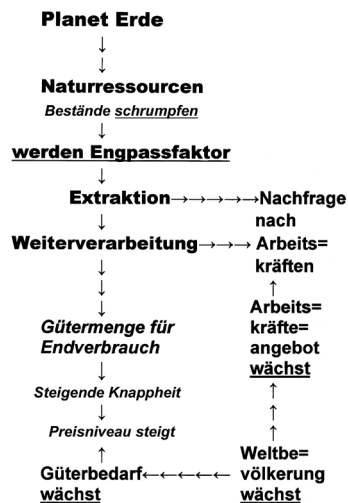 Planet Erde
↓
↓
Naturressourcen
Bestände schrumpfen
↓
werden Engpassfaktor
↓
Extraktion→→→→→Nachfrage
↓ nach
Weiterverarbeitung→→→ Arbeits=
↓ kräften
↓ ↑
↓ Arbeits=
Gütermenge für kräfte=
Endverbrauch angebot
↓ wächst
Steigende Knappheit ↑
↓ ↑
Preisniveau steigt ↑
↑ Weltbe=
Güterbedarf←←←←← völkerung
wächst wächst